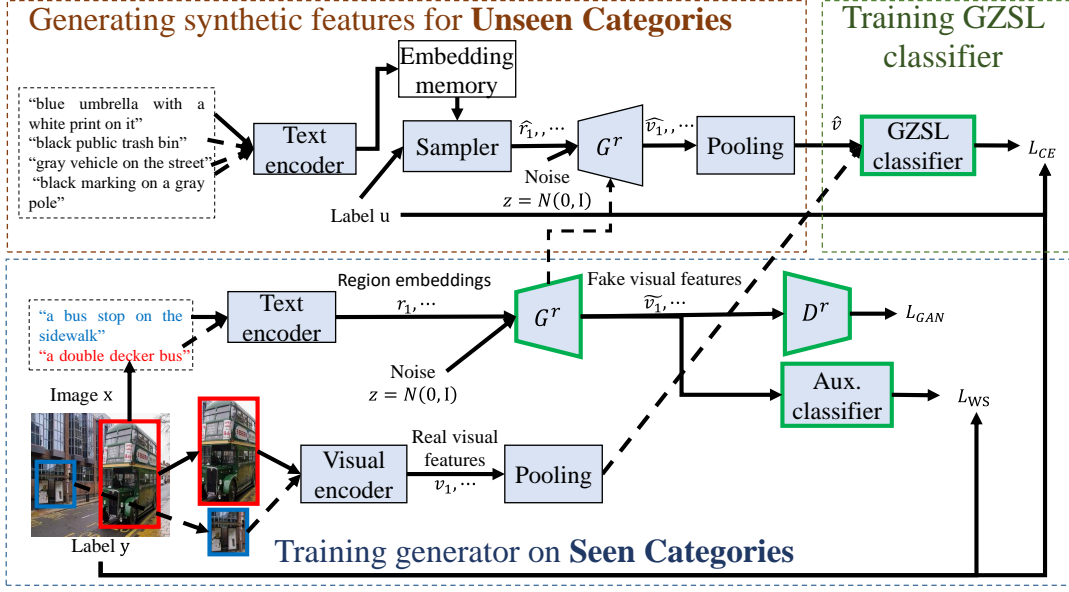 Generating synthetic features for Unseen Categories
Training GZSL
classifier
“blue umbrella with a
white print on it”
“black public trash bin”
“gray vehicle on the street”
“black marking on a gray
pole”
Text
encoder
Embedding
memory
Sampler
Label u
r̂₁,, ⋯
Noise
z = N(0, I)
Gʳ
v̂₁,, ⋯
Pooling
v̂
GZSL
classifier
L_CE
“a bus stop on the
sidewalk”
“a double decker bus”
Text
encoder
Region embeddings
r₁, ⋯
Noise
z = N(0, I)
Gʳ
Fake visual features
ṽ₁, ⋯
Dʳ
L_GAN
Aux.
classifier
L_WS
Image x
Label y
Visual
encoder
Real visual
features
v₁, ⋯
Pooling
Training generator on Seen Categories